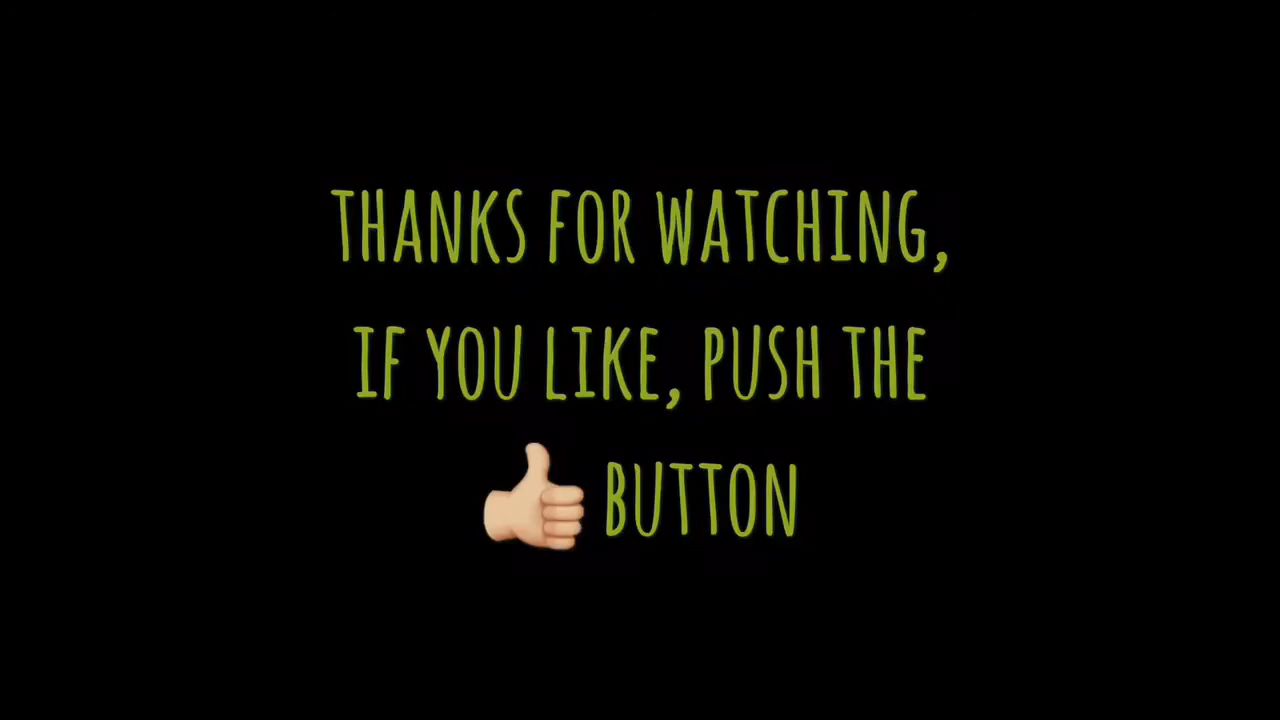 THANKS FOR WATCHING,
IF YOU LIKE, PUSH THE
👍🏻 BUTTON